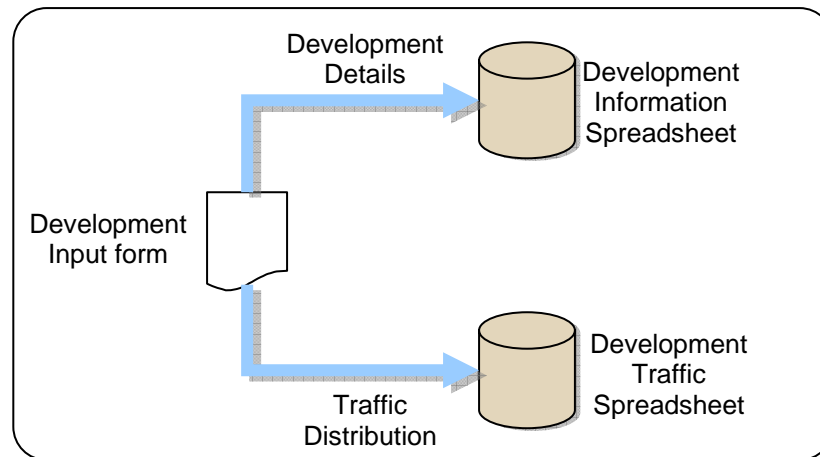 Development
Details
Development
Information
Spreadsheet
Development
Input form
Development
Traffic
Spreadsheet
Traffic
Distribution